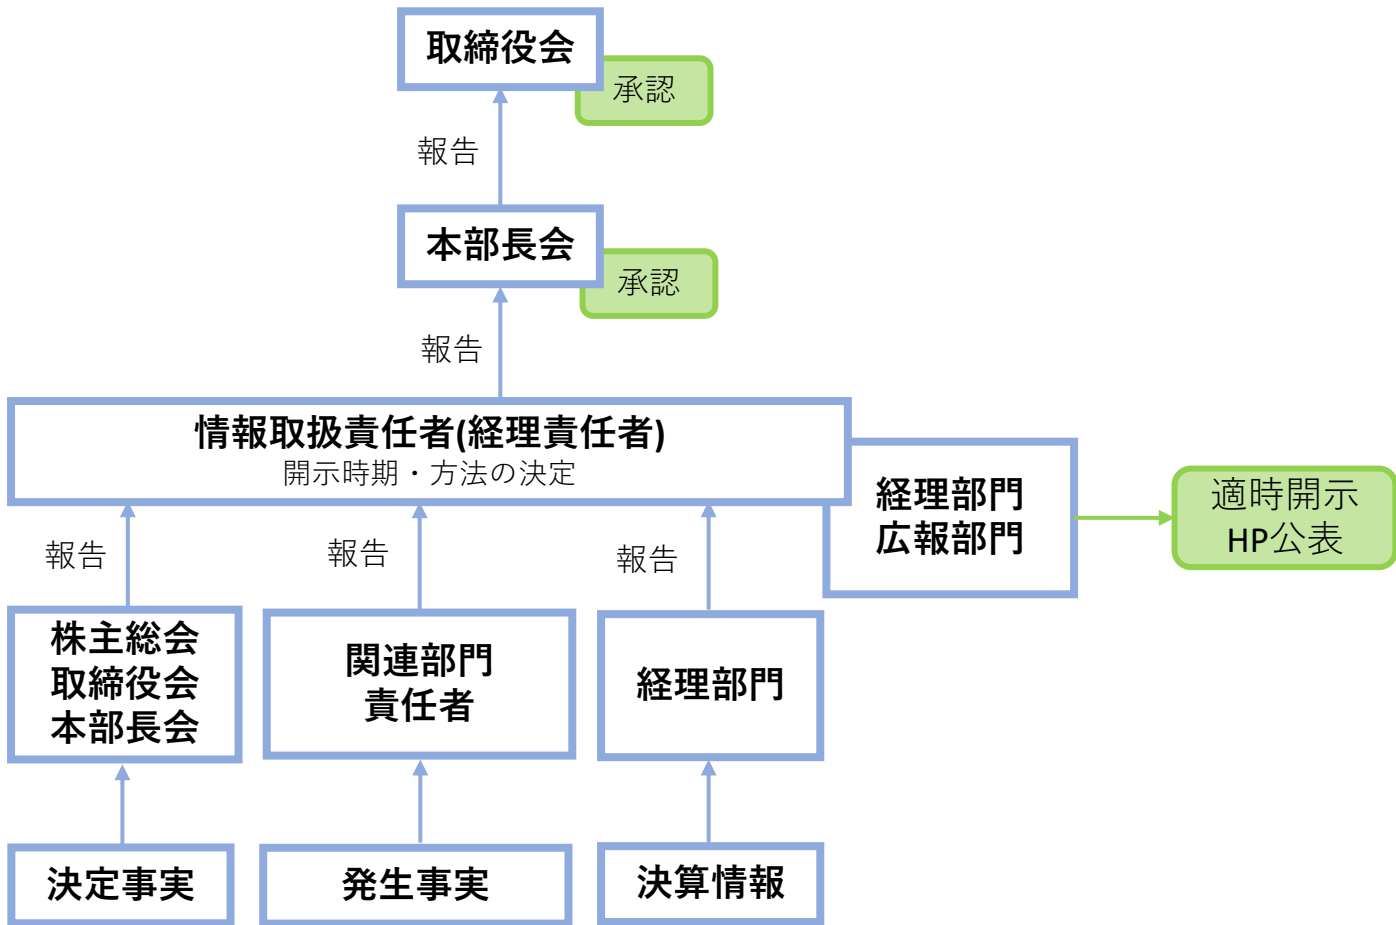 取締役会
承認
報告
本部長会
承認
報告
情報取扱責任者(経理責任者)
開示時期・方法の決定
経理部門
広報部門
適時開示
HP公表
報告
報告
報告
株主総会
取締役会
本部長会
関連部門
責任者
経理部門
決定事実
発生事実
決算情報